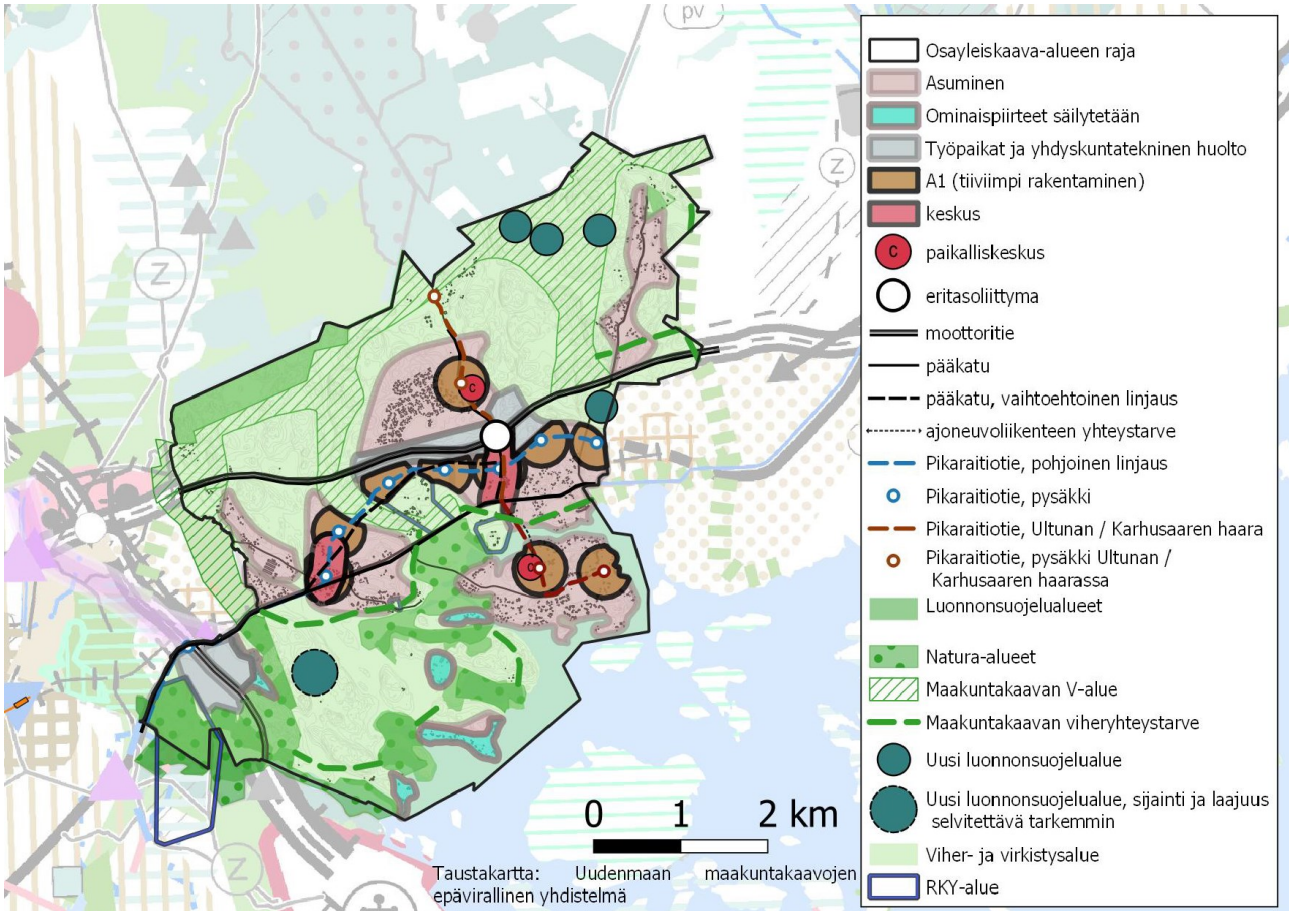 pv
Z
Z
Z
C
C
0 1 2 km
Taustakartta: Uudenmaan maakuntakaavojen
epävirallinen yhdistelmä
Osayleiskaava-alueen raja
Asuminen
Ominaispiirteet säilytetään
Työpaikat ja yhdyskuntatekninen huolto
A1 (tiiviimpi rakentaminen)
keskus
C paikalliskeskus
eritasoliittyma
moottoritie
pääkatu
pääkatu, vaihtoehtoinen linjaus
ajoneuvoliikenteen yhteystarve
Pikaraitiotie, pohjoinen linjaus
Pikaraitiotie, pysäkki
Pikaraitiotie, Ultunan / Karhusaaren haara
Pikaraitiotie, pysäkki Ultunan /
Karhusaaren haarassa
Luonnonsuojelualueet
Natura-alueet
Maakuntakaavan V-alue
Maakuntakaavan viheryhteystarve
Uusi luonnonsuojelualue
Uusi luonnonsuojelualue, sijainti ja laajuus
selvitettävä tarkemmin
Viher- ja virkistysalue
RKY-alue